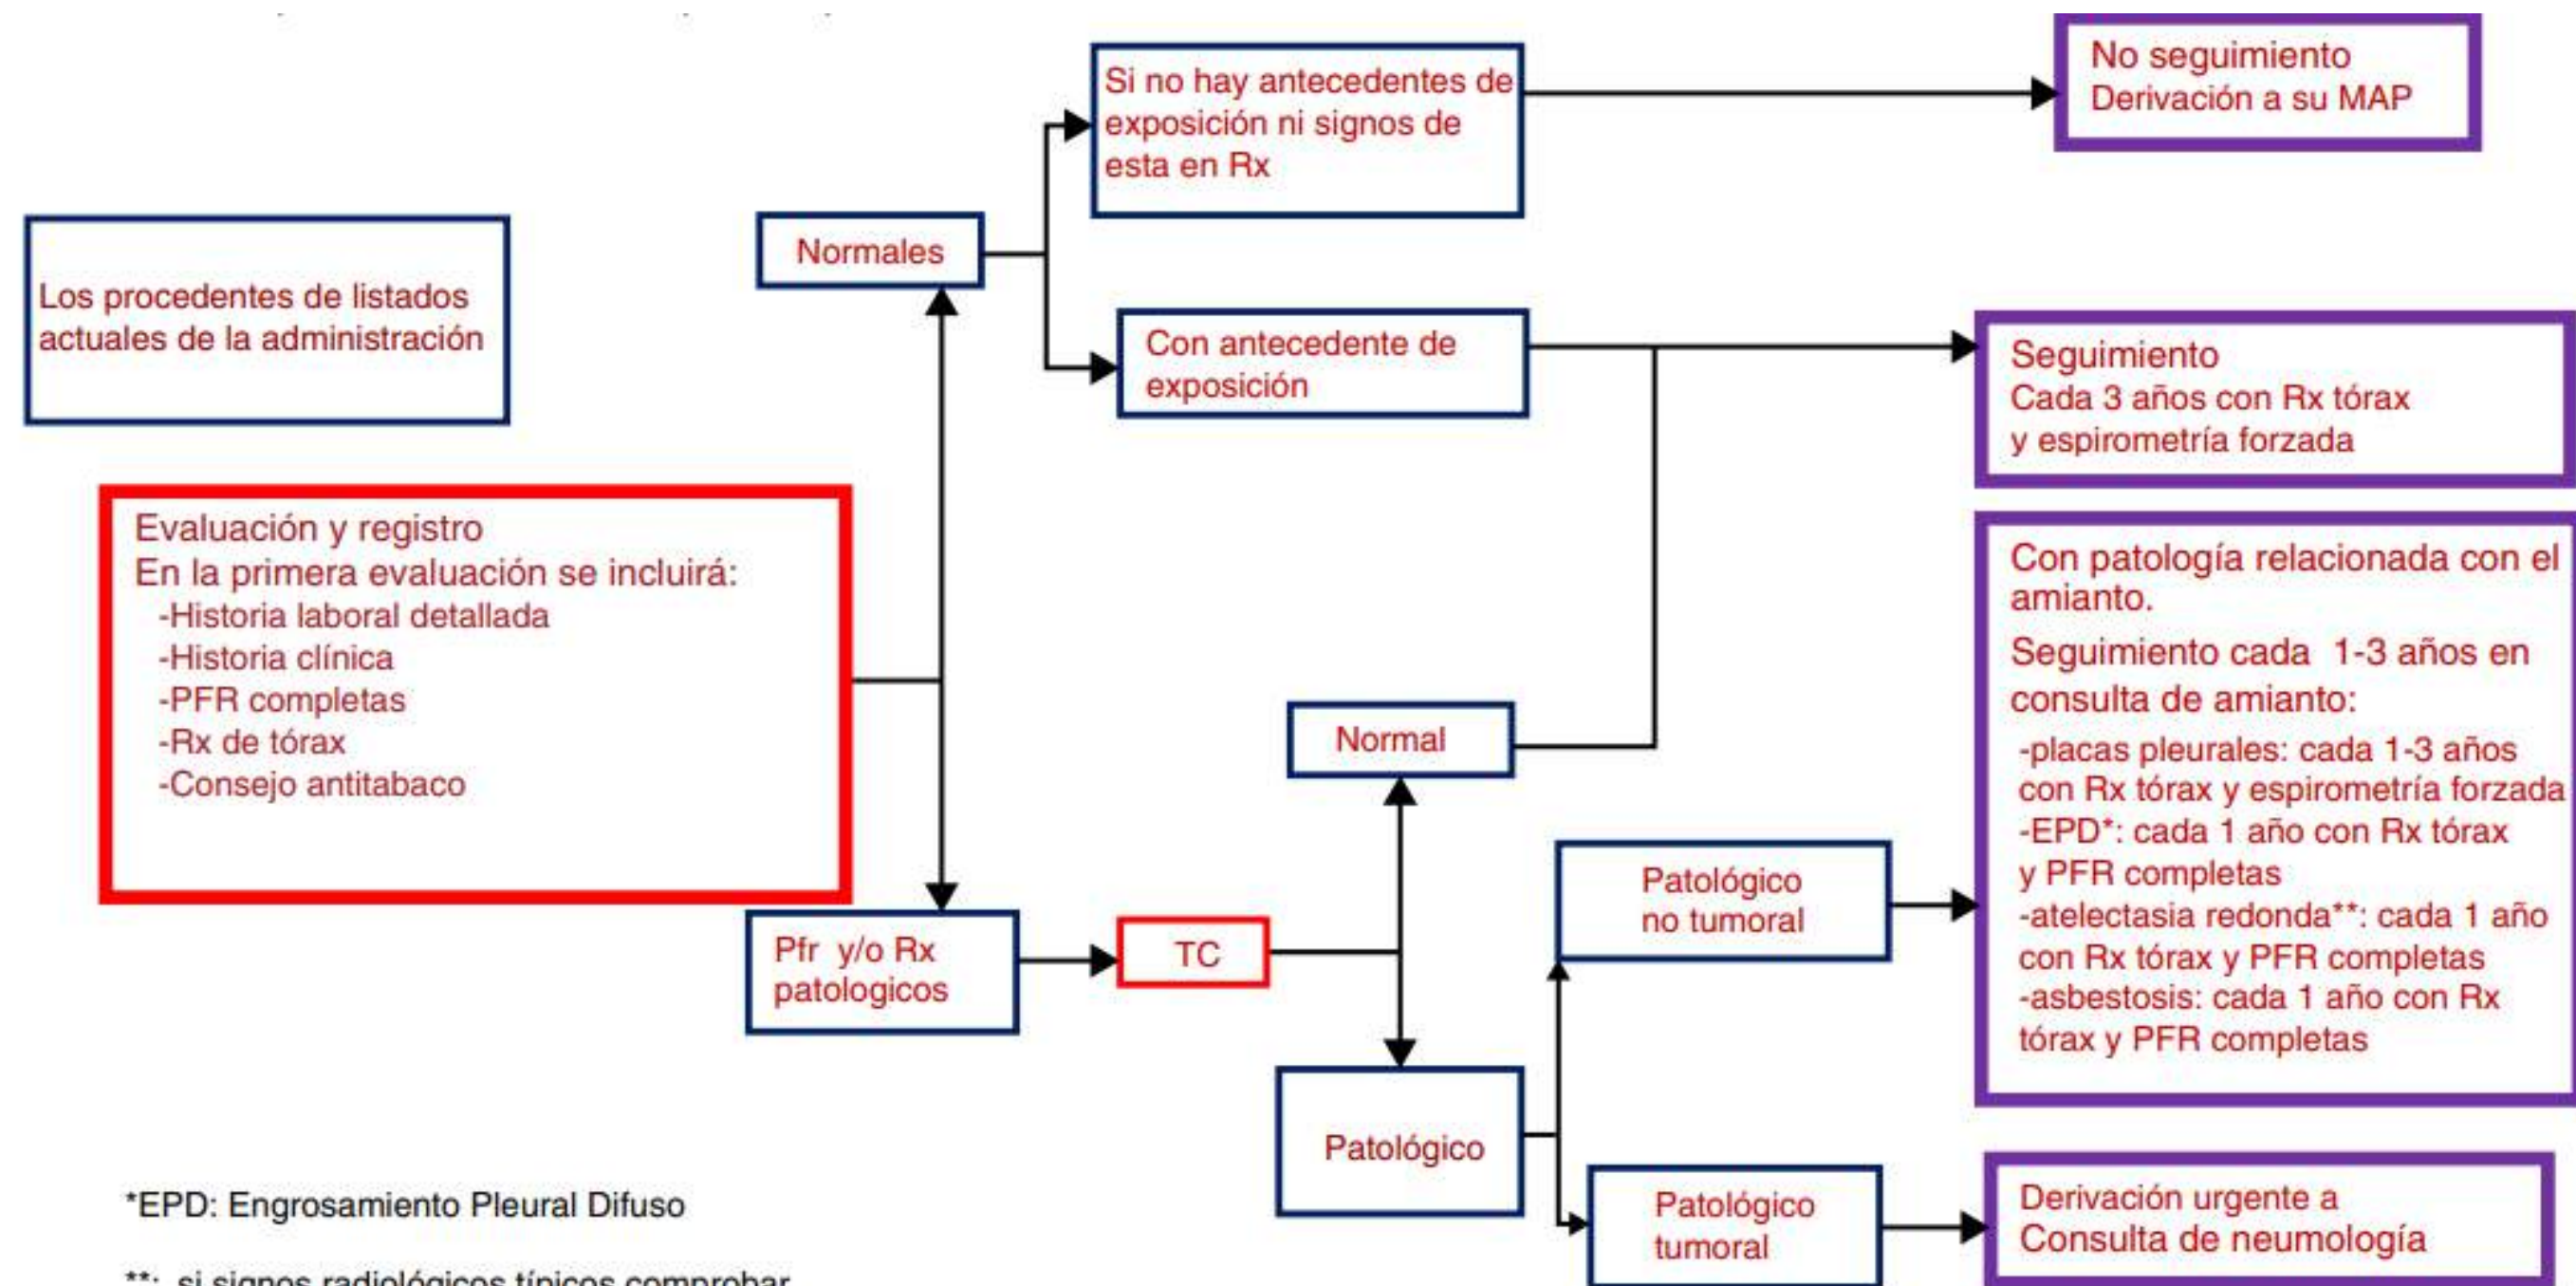 Si no hay antecedentes de
exposición ni signos de
esta en Rx
No seguimiento
Derivación a su MAP
Normales
Los procedentes de listados
actuales de la administración
Con antecedente de
exposición
Seguimiento
Cada 3 años con Rx tórax
y espirometría forzada
Evaluación y registro
En la primera evaluación se incluirá:
-Historia laboral detallada
-Historia clínica
-PFR completas
-Rx de tórax
-Consejo antitabaco
Con patología relacionada con el
amianto.
Seguimiento cada 1-3 años en
consulta de amianto:
-placas pleurales: cada 1-3 años
con Rx tórax y espirometría forzada
-EPD*: cada 1 año con Rx tórax
y PFR completas
-atelectasia redonda**: cada 1 año
con Rx tórax y PFR completas
-asbestosis: cada 1 año con Rx
tórax y PFR completas
Normal
Patológico
no tumoral
Pfr y/o Rx
patologicos
TC
Patológico
Patológico
tumoral
Derivación urgente a
Consulta de neumología
*EPD: Engrosamiento Pleural Difuso
**: si signos radiológicos típicos comprobar